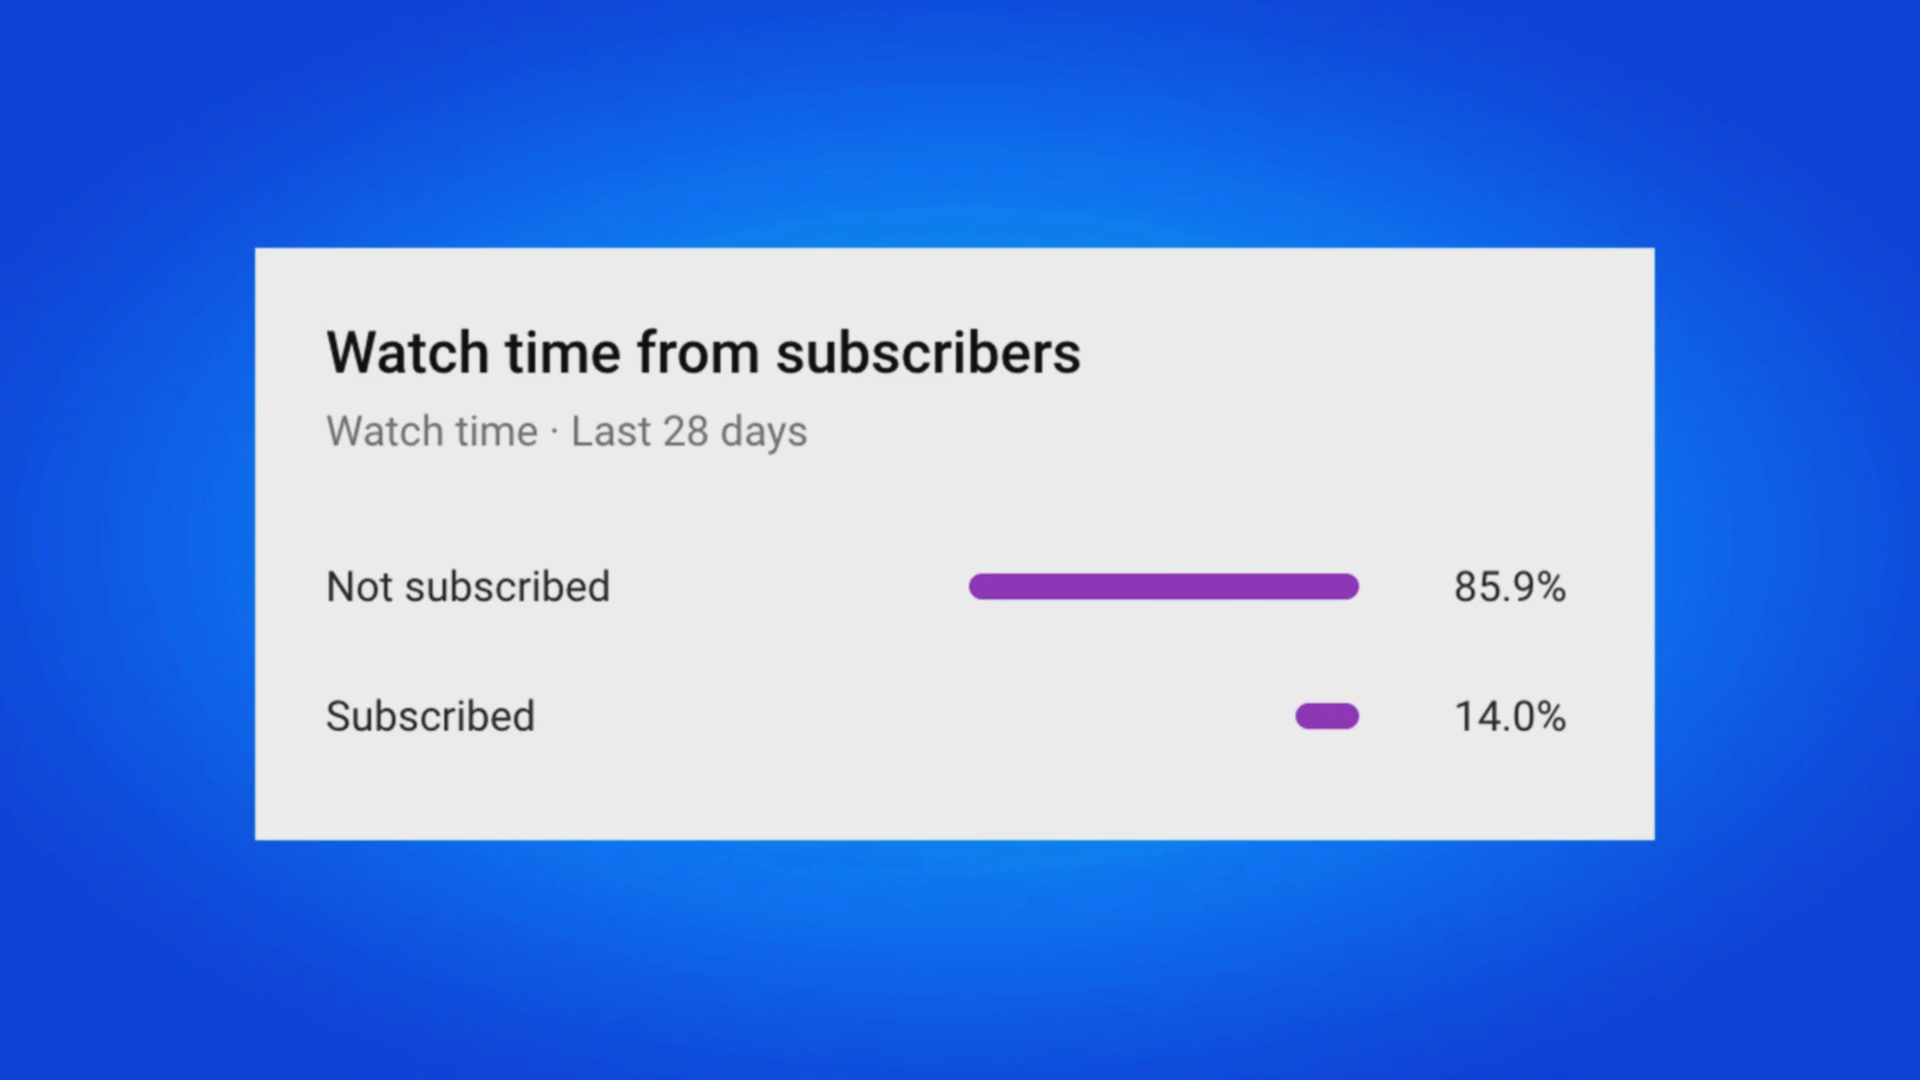 Watch time from subscribers
Watch time · Last 28 days
Not subscribed 85.9%
Subscribed 14.0%